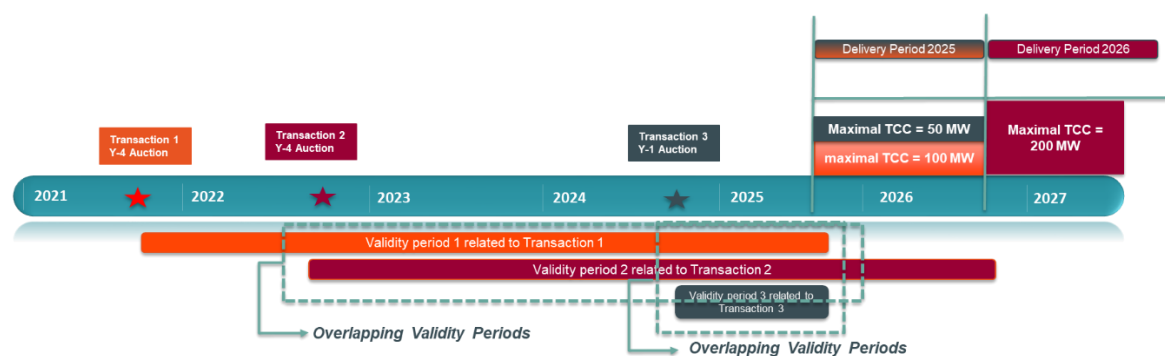 Delivery Period 2025
Delivery Period 2026
Transaction 1
Y-4 Auction
Transaction 2
Y-4 Auction
Transaction 3
Y-1 Auction
Maximal TCC = 50 MW
maximal TCC = 100 MW
Maximal TCC =
200 MW
2021
2022
2023
2024
2025
2026
2027
Validity period 1 related to Transaction 1
Validity period 2 related to Transaction 2
Validity period 3 related to
Transaction 3
Overlapping Validity Periods
Overlapping Validity Periods